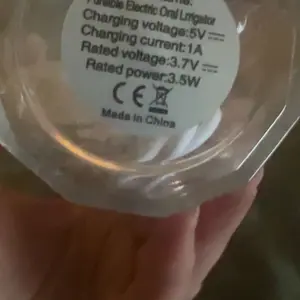 Portable Electric Oral Irrigator
Charging voltage:5V⎓
Charging current:1A
Rated voltage:3.7V⎓
Rated power:3.5W
CE
Made in China